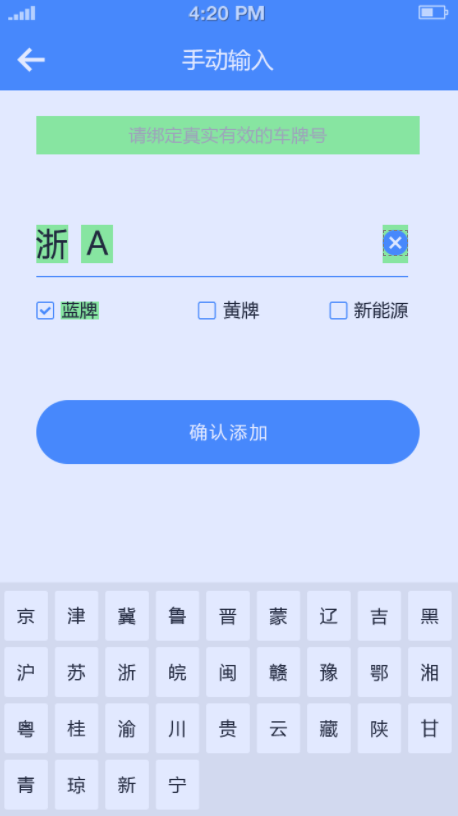 4:20 PM
手动输入
请绑定真实有效的车牌号
浙 A
蓝牌 黄牌 新能源
确认添加
京 津 冀 鲁 晋 蒙 辽 吉 黑
沪 苏 浙 皖 闽 赣 豫 鄂 湘
粤 桂 渝 川 贵 云 藏 陕 甘
青 琼 新 宁